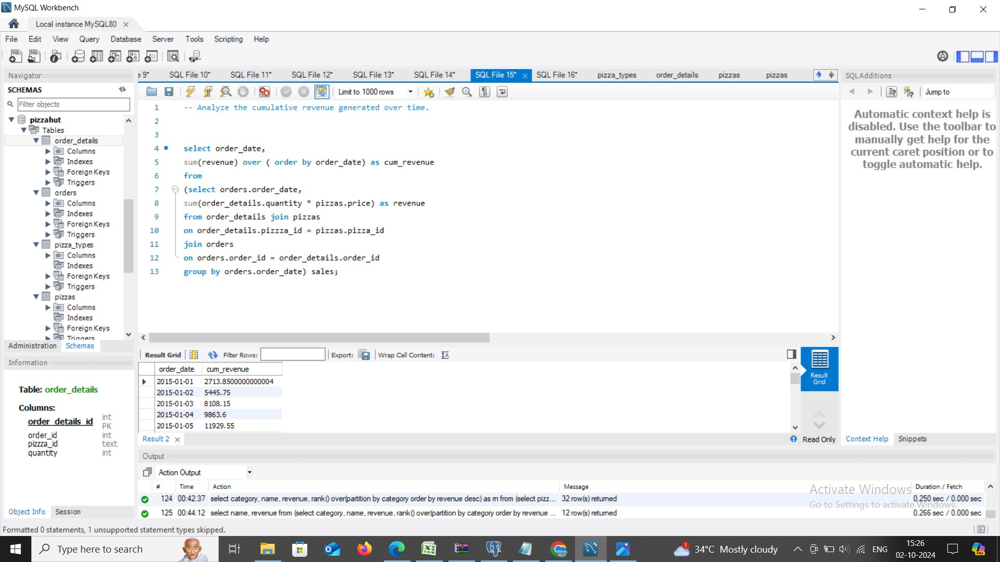 MySQL Workbench
Local instance MySQL80
File Edit View Query Database Server Tools Scripting Help
Navigator
SCHEMAS
Filter objects
pizzahut
Tables
order_details
Columns
Indexes
Foreign Keys
Triggers
orders
Columns
Indexes
Foreign Keys
Triggers
pizza_types
Columns
Indexes
Foreign Keys
Triggers
pizzas
Columns
Indexes
Foreign Keys
Triggers
Administration Schemas
Information
Table: order_details
Columns:
order_details_id int PK
order_id int
pizzza_id text
quantity int
Object Info Session
e 9* SQL File 10* SQL File 11* SQL File 12* SQL File 13* SQL File 14* SQL File 15* SQL File 16* pizza_types order_details pizzas pizzas
Limit to 1000 rows
1 -- Analyze the cumulative revenue generated over time.
2
3
4 select order_date,
5 sum(revenue) over ( order by order_date) as cum_revenue
6 from
7 (select orders.order_date,
8 sum(order_details.quantity * pizzas.price) as revenue
9 from order_details join pizzas
10 on order_details.pizzza_id = pizzas.pizza_id
11 join orders
12 on orders.order_id = order_details.order_id
13 group by orders.order_date) sales;
Result Grid Filter Rows: Export: Wrap Cell Content:
order_date cum_revenue
2015-01-01 2713.8500000000004
2015-01-02 5445.75
2015-01-03 8108.15
2015-01-04 9863.6
2015-01-05 11929.55
Result Grid
Result 2
Read Only
SQLAdditions
Jump to
Automatic context help is
disabled. Use the toolbar to
manually get help for the
current caret position or to
toggle automatic help.
Context Help Snippets
Output
Action Output
# Time Action Message Duration / Fetch
124 00:42:37 select category, name, revenue, rank() over(partition by category order by revenue desc) as rn from (select pizz... 32 row(s) returned 0.250 sec / 0.000 sec
125 00:44:12 select name, revenue from (select category, name, revenue, rank() over(partition by category order by revenue ... 12 row(s) returned 0.266 sec / 0.000 sec
Activate Windows
Go to Settings to activate Windows.
Formatted 0 statements, 1 unsupported statement types skipped.
Type here to search
1
34°C Mostly cloudy
ENG
15:26
02-10-2024
PRE